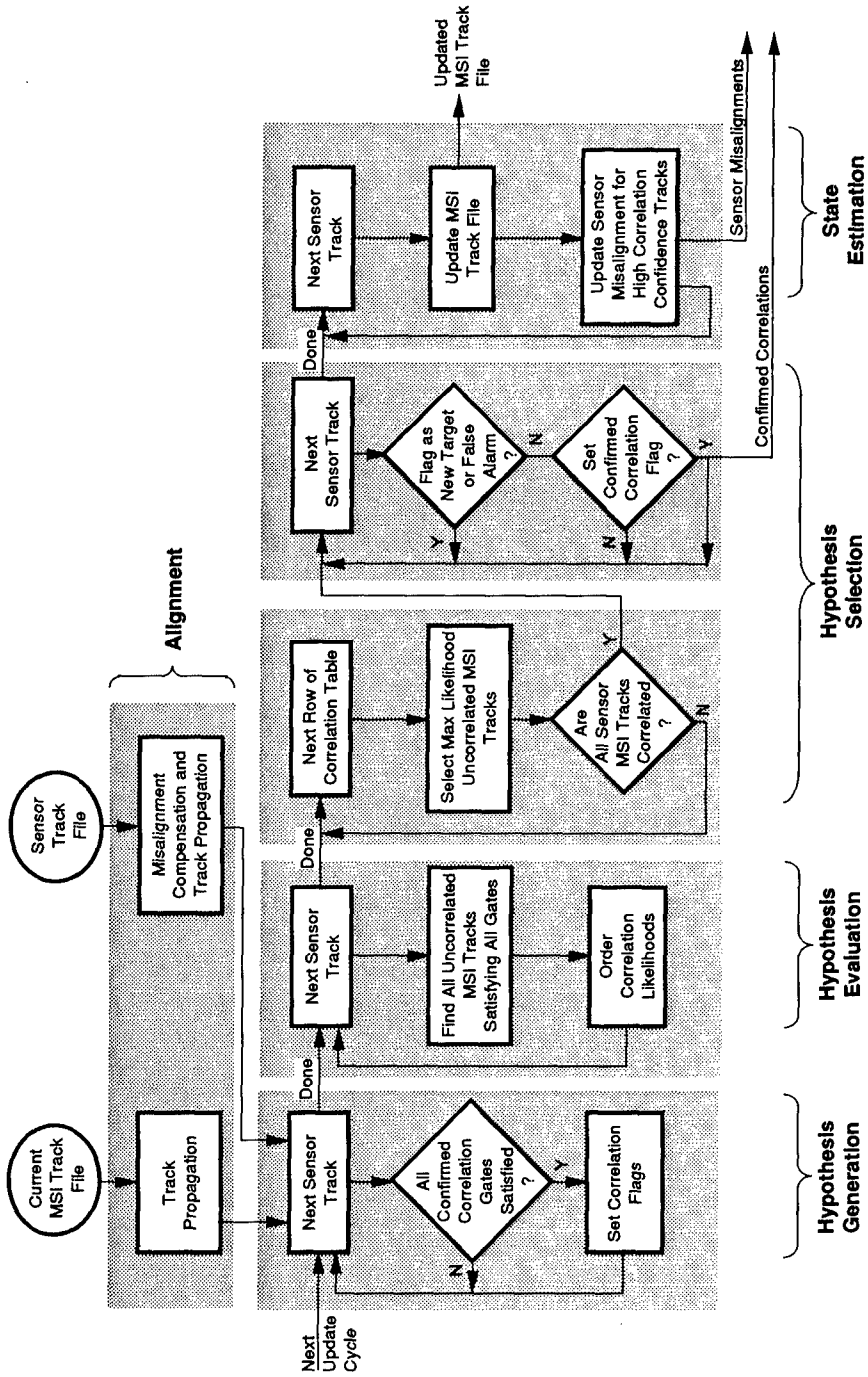 Current
MSI Track
File
Sensor
Track
File
Track
Propagation
Misalignment
Compensation and
Track Propagation
Alignment
Next
Update
Cycle
Next Sensor
Track
All
Confirmed
Correlation
Gates
Satisfied
?
N
Y
Set Correlation
Flags
Hypothesis
Generation
Done
Next Sensor
Track
Find All Uncorrelated
MSI Tracks
Satisfying All Gates
Order
Correlation
Likelihoods
Hypothesis
Evaluation
Done
Next Row of
Correlation Table
Select Max Likelihood
Uncorrelated MSI
Tracks
Are
All Sensor
MSI Tracks
Correlated
?
Y
N
Next
Sensor Track
Flag as
New Target
or False
Alarm
?
Y
N
Set
Confirmed
Correlation
Flag
?
N
Y
Hypothesis
Selection
Done
Next Sensor
Track
Update MSI
Track File
Updated
MSI Track
File
Update Sensor
Misalignment for
High Correlation
Confidence Tracks
Sensor Misalignments
Confirmed Correlations
State
Estimation